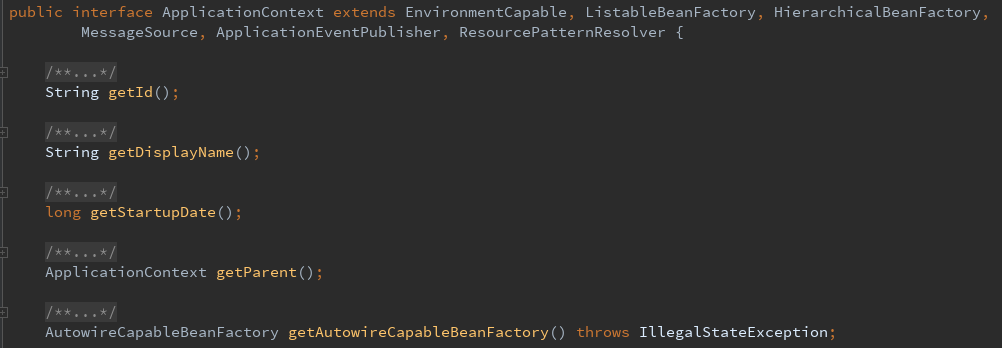 public interface ApplicationContext extends EnvironmentCapable, ListableBeanFactory, HierarchicalBeanFactory,
MessageSource, ApplicationEventPublisher, ResourcePatternResolver {
/**...*/
String getId();
/**...*/
String getDisplayName();
/**...*/
long getStartupDate();
/**...*/
ApplicationContext getParent();
/**...*/
AutowireCapableBeanFactory getAutowireCapableBeanFactory() throws IllegalStateException;